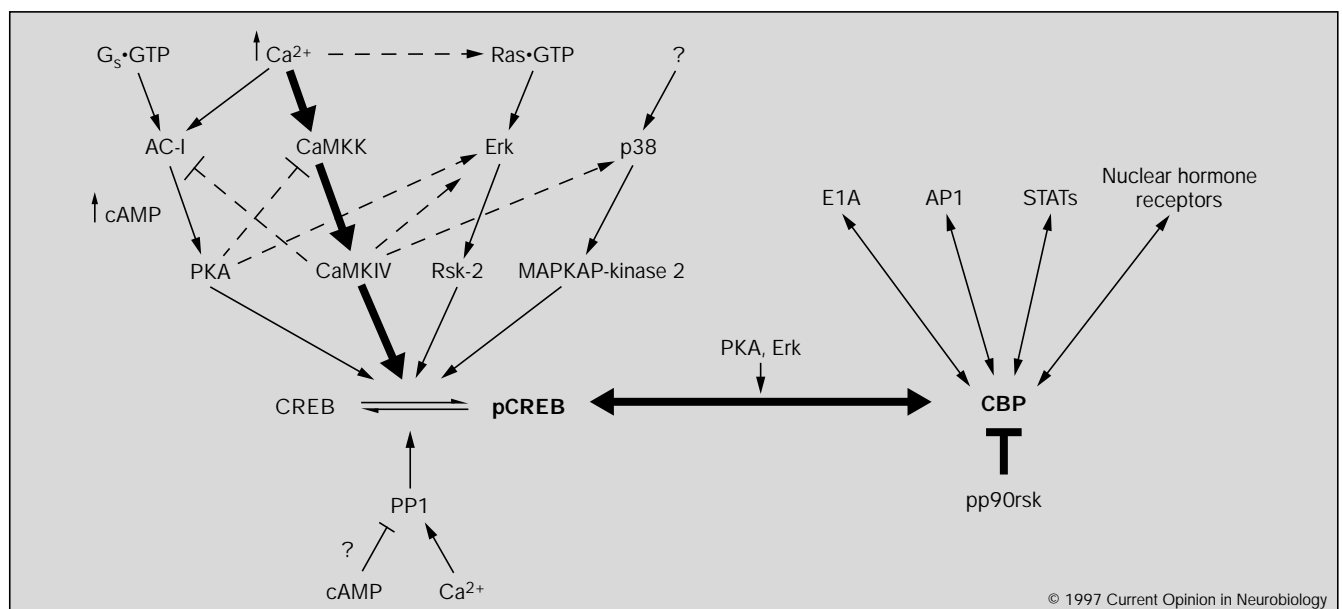 Gs•GTP
↑ Ca2+
Ras•GTP
?
AC-I
CaMKK
Erk
p38
↑ cAMP
PKA
CaMKIV
Rsk-2
MAPKAP-kinase 2
E1A
AP1
STATs
Nuclear hormone
receptors
PKA, Erk
CREB
pCREB
CBP
PP1
pp90rsk
?
cAMP
Ca2+
© 1997 Current Opinion in Neurobiology